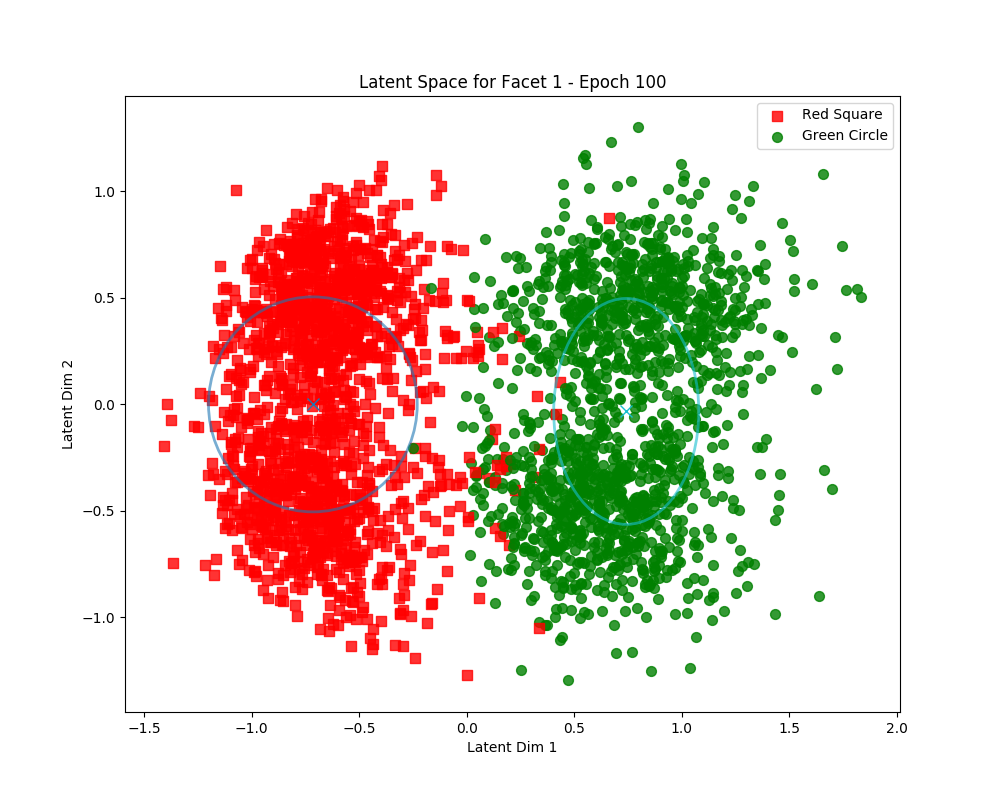 Latent Space for Facet 1 - Epoch 100
Red Square
Green Circle
1.0
0.5
0.0
−0.5
−1.0
Latent Dim 2
−1.5 −1.0 −0.5 0.0 0.5 1.0 1.5 2.0
Latent Dim 1